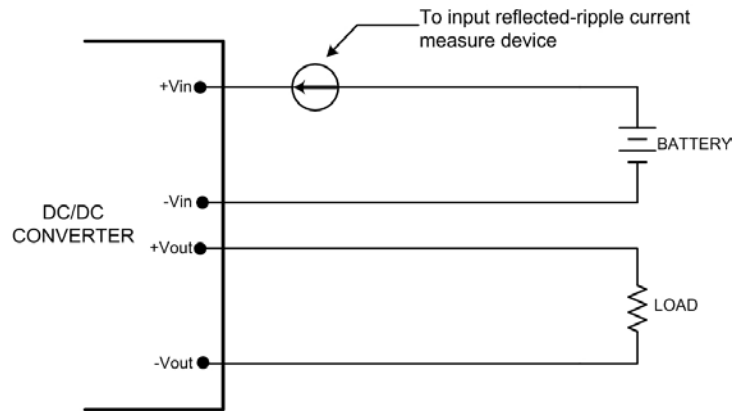 To input reflected-ripple current
measure device
+Vin
BATTERY
-Vin
DC/DC
CONVERTER
+Vout
LOAD
-Vout